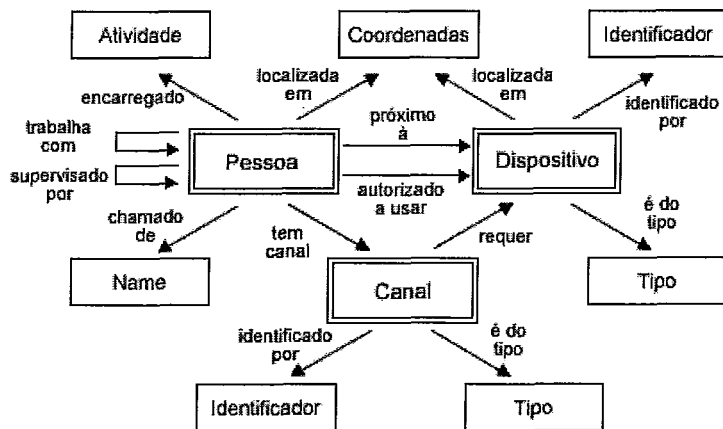 Atividade
Coordenadas
Identificador
encarregado
localizada
em
localizada
em
identificado
por
trabalha
com
supervisado
por
Pessoa
próximo
à
autorizado
a usar
Dispositivo
chamado
de
tem
canal
requer
é do
tipo
Name
Canal
Tipo
identificado
por
é do
tipo
Identificador
Tipo